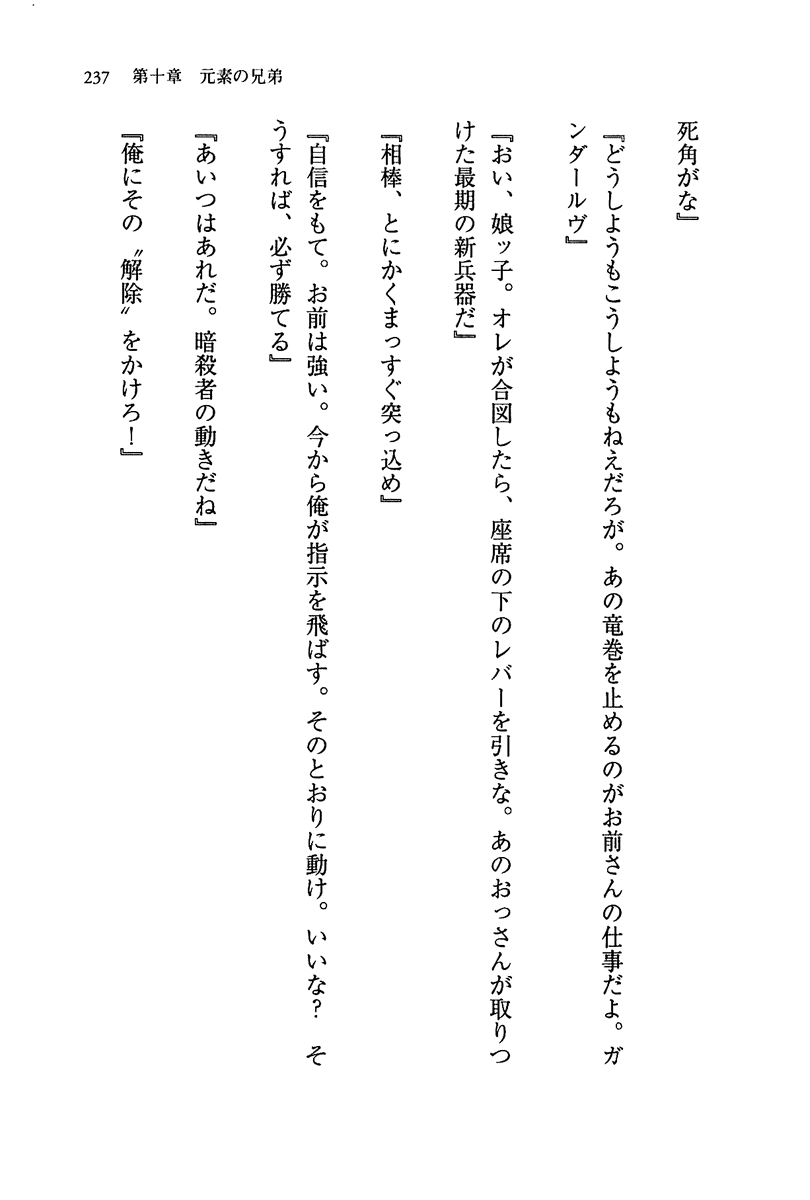 237　第十章　元素の兄弟
死角がな』
『どうしようもこうしようもねえだろが。あの竜巻を止めるのがお前さんの仕事だよ。ガ
ンダールヴ』
『おい、娘ッ子。オレが合図したら、座席の下のレバーを引きな。あのおっさんが取りつ
けた最期の新兵器だ』
『相棒、とにかくまっすぐ突っ込め』
『自信をもて。お前は強い。今から俺が指示を飛ばす。そのとおりに動け。いいな？　そ
うすれば、必ず勝てる』
『あいつはあれだ。暗殺者の動きだね』
『俺にその〝解除〟をかけろ！』